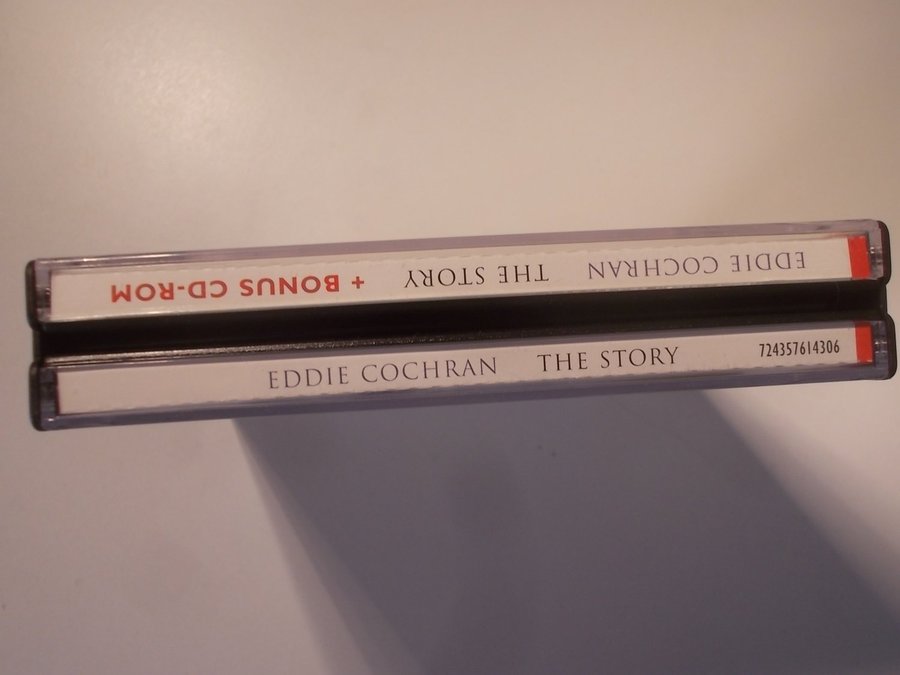 EDDIE COCHRAN THE STORY + BONUS CD-ROM
EDDIE COCHRAN THE STORY 724357614306